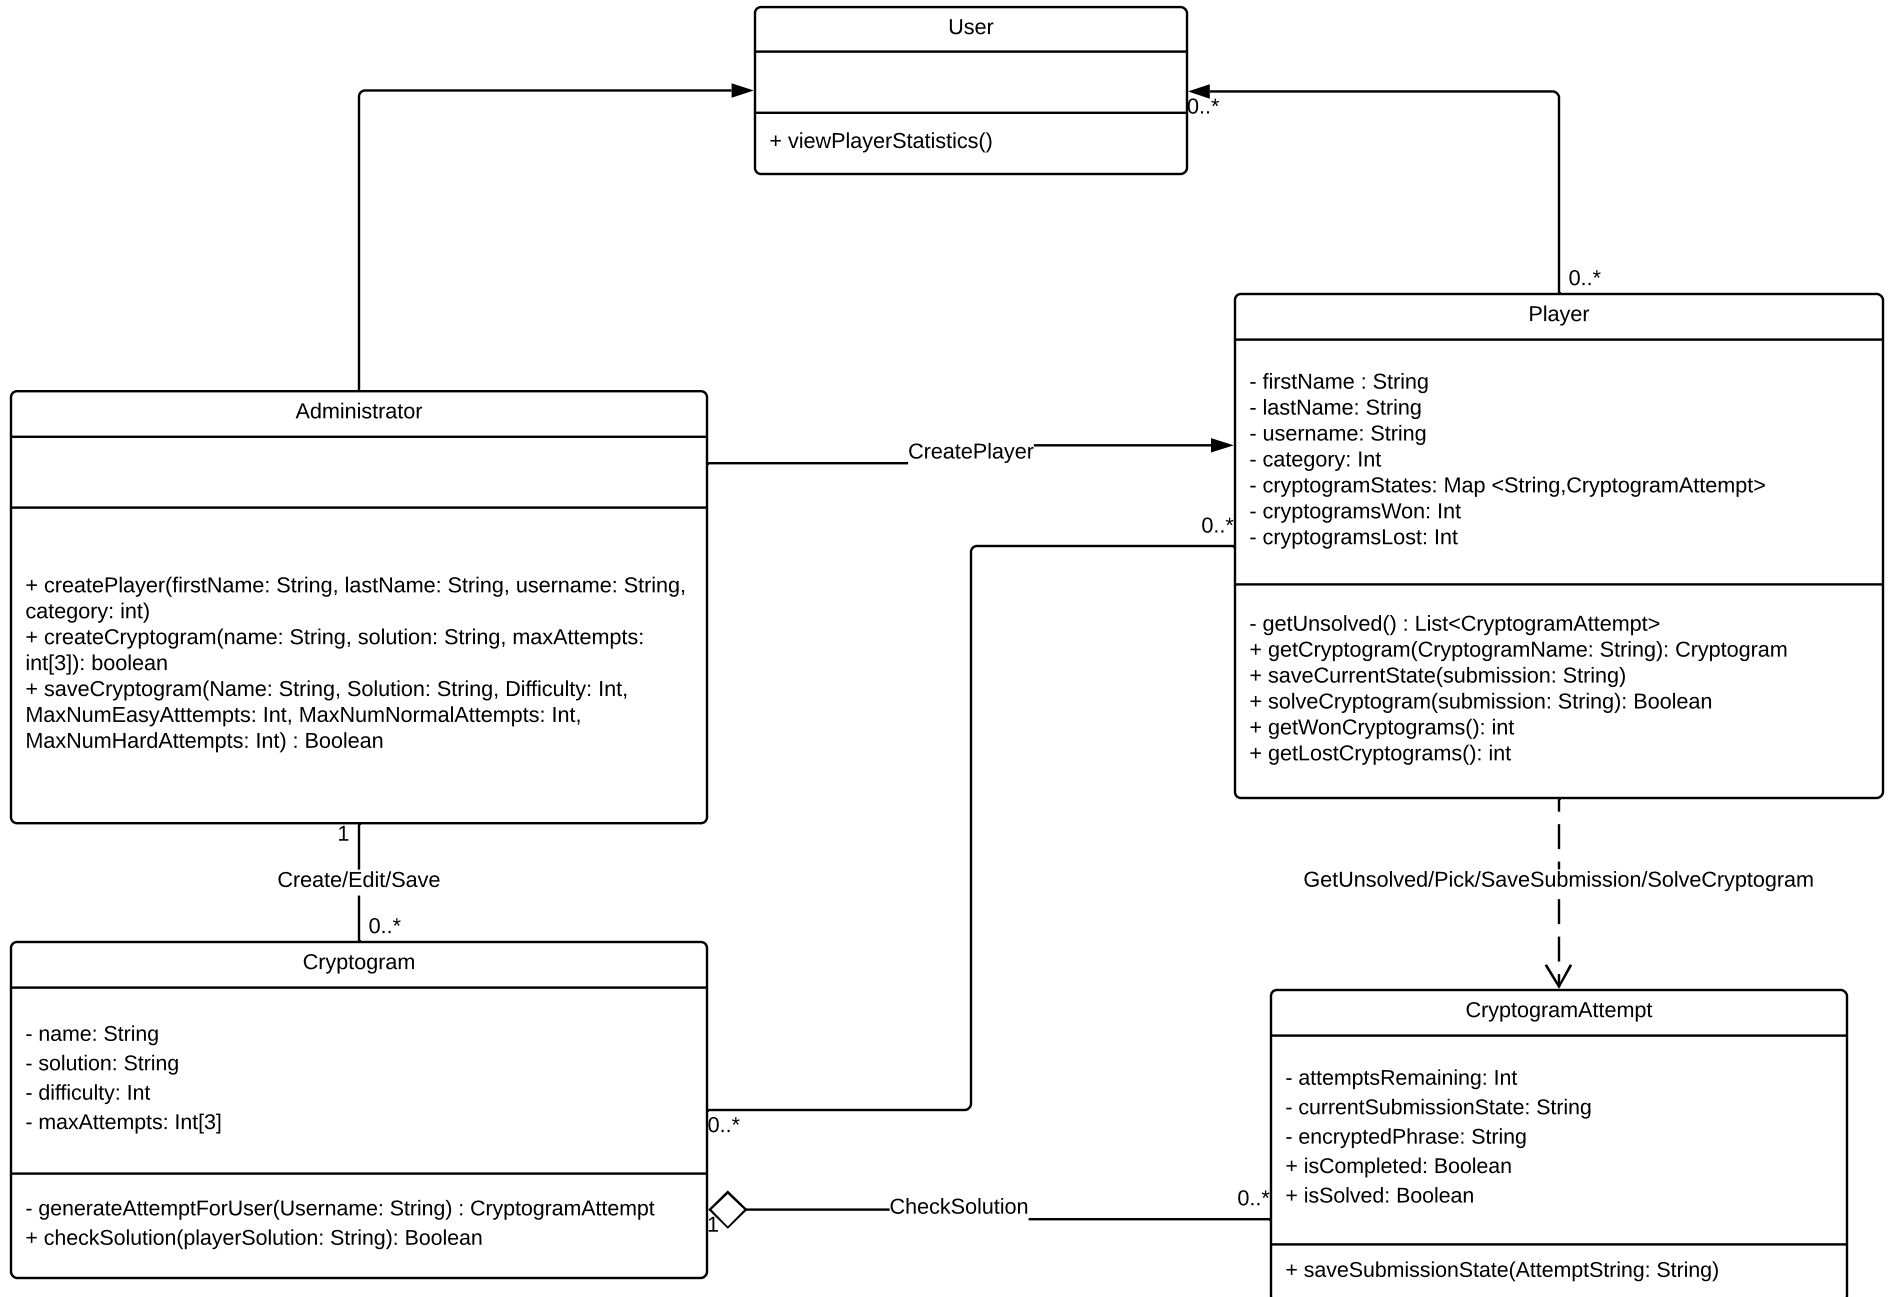 User
+ viewPlayerStatistics()
0..*
0..*
Player
- firstName : String
- lastName: String
- username: String
- category: Int
- cryptogramStates: Map <String,CryptogramAttempt>
- cryptogramsWon: Int
- cryptogramsLost: Int
- getUnsolved() : List<CryptogramAttempt>
+ getCryptogram(CryptogramName: String): Cryptogram
+ saveCurrentState(submission: String)
+ solveCryptogram(submission: String): Boolean
+ getWonCryptograms(): int
+ getLostCryptograms(): int
Administrator
+ createPlayer(firstName: String, lastName: String, username: String,
category: int)
+ createCryptogram(name: String, solution: String, maxAttempts:
int[3]): boolean
+ saveCryptogram(Name: String, Solution: String, Difficulty: Int,
MaxNumEasyAtttempts: Int, MaxNumNormalAttempts: Int,
MaxNumHardAttempts: Int) : Boolean
CreatePlayer
0..*
1
Create/Edit/Save
0..*
GetUnsolved/Pick/SaveSubmission/SolveCryptogram
Cryptogram
- name: String
- solution: String
- difficulty: Int
- maxAttempts: Int[3]
- generateAttemptForUser(Username: String) : CryptogramAttempt
+ checkSolution(playerSolution: String): Boolean
0..*
1
CheckSolution
0..*
CryptogramAttempt
- attemptsRemaining: Int
- currentSubmissionState: String
- encryptedPhrase: String
+ isCompleted: Boolean
+ isSolved: Boolean
+ saveSubmissionState(AttemptString: String)